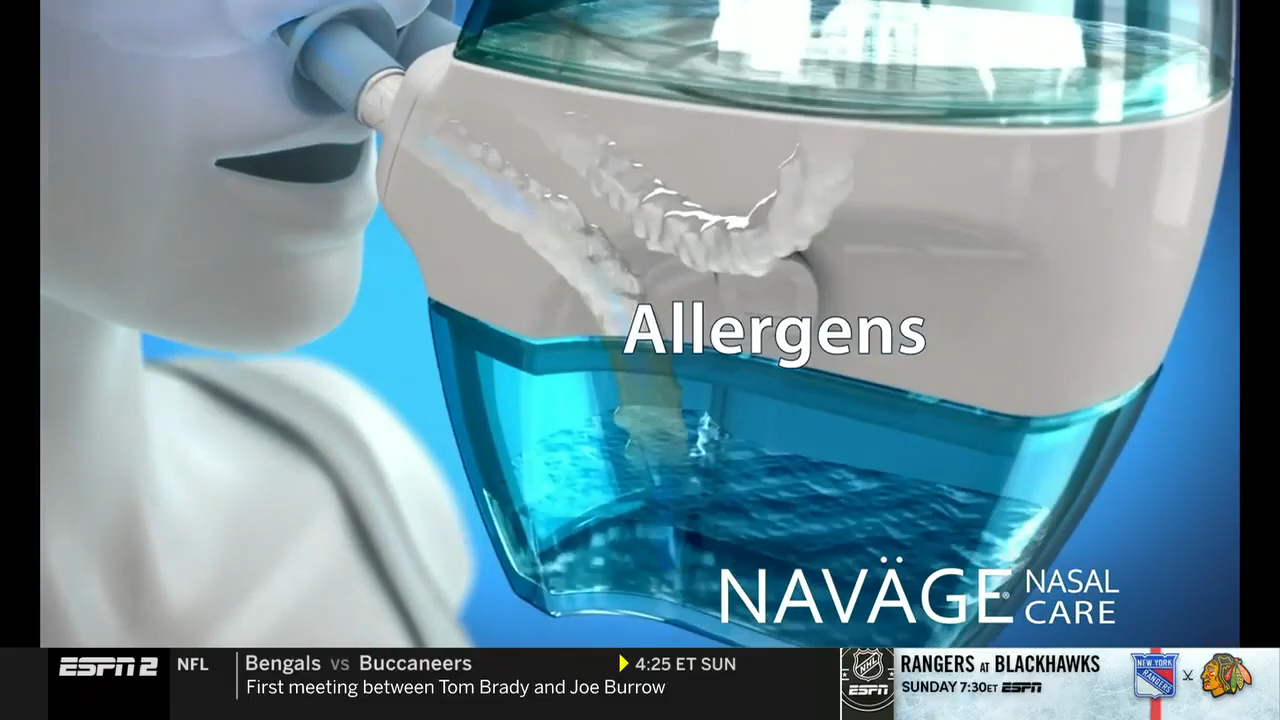 Allergens
NAVÄGE® NASAL CARE
ESPN2 NFL Bengals vs Buccaneers 4:25 ET SUN
First meeting between Tom Brady and Joe Burrow
NHL
ESPN
RANGERS AT BLACKHAWKS
SUNDAY 7:30ET ESPN
NEW YORK
RANGERS